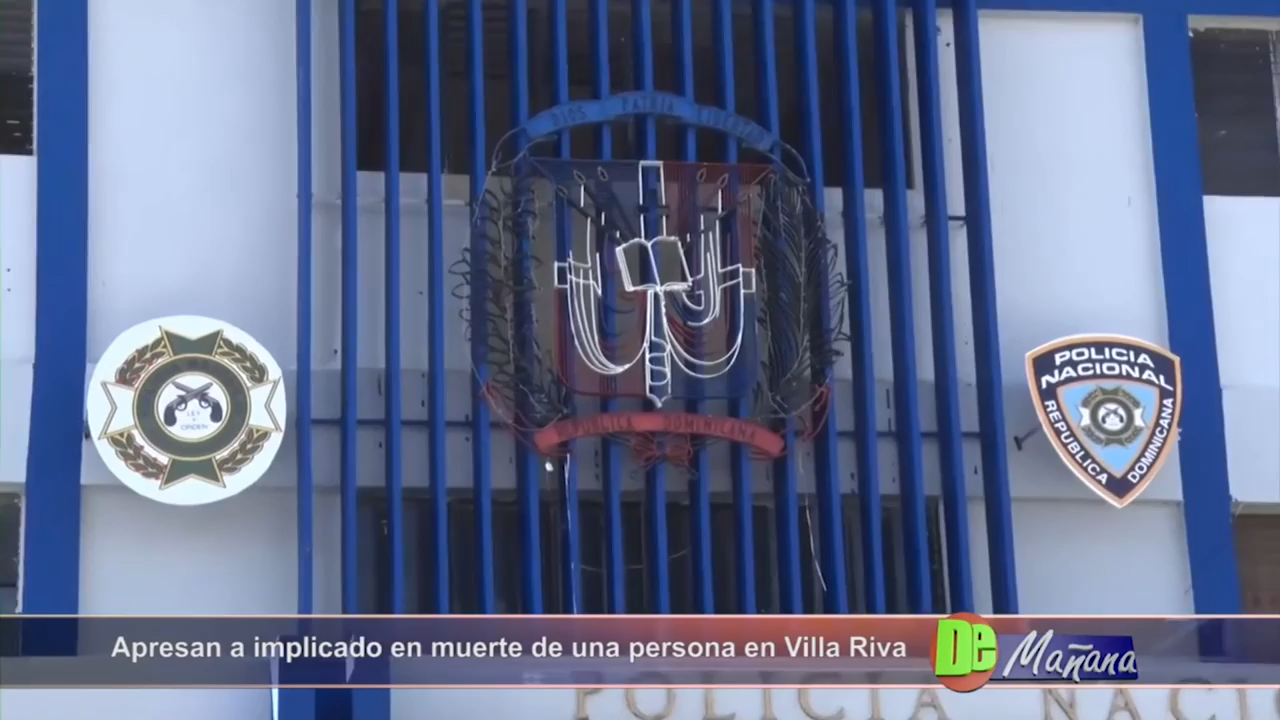 DIOS PATRIA LIBERTAD
REPUBLICA DOMINICANA
LEY
ORDEN
POLICIA
NACIONAL
REPUBLICA
DOMINICANA
Apresan a implicado en muerte de una persona en Villa Riva
De Mañana
POLICIA NACI